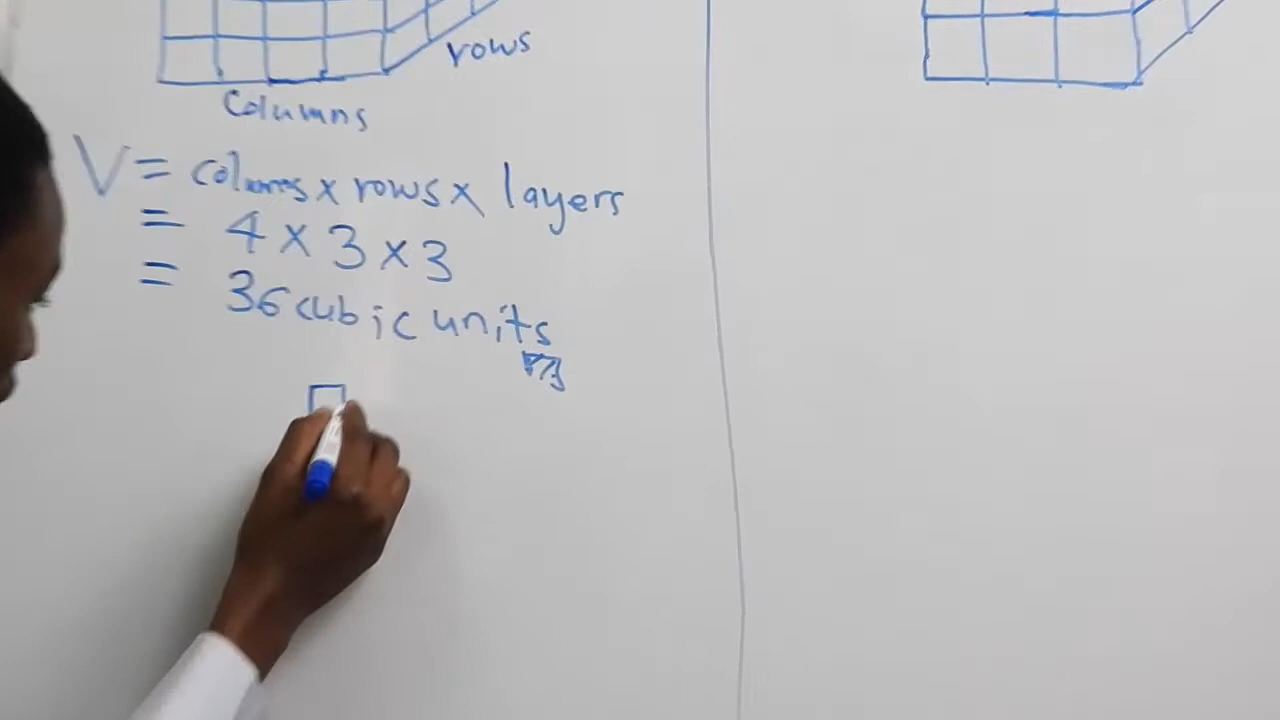 rows
Columns
V = columns x rows x layers
= 4 x 3 x 3
= 36 cubic units